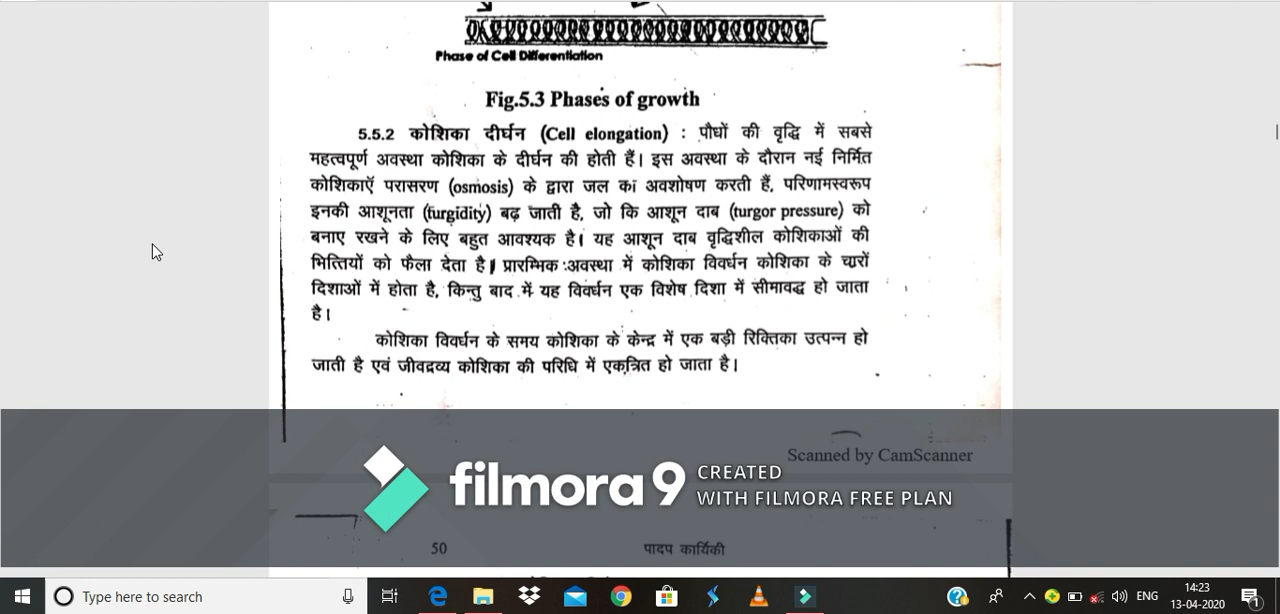 Phase of Cell Differentiation
Fig.5.3 Phases of growth
5.5.2 कोशिका दीर्घन (Cell elongation) : पौधों की वृद्धि में सबसे
महत्वपूर्ण अवस्था कोशिका के दीर्घन की होती हैं। इस अवस्था के दौरान नई निर्मित
कोशिकाऍ परासरण (osmosis) के द्वारा जल का अवशोषण करती हैं, परिणामस्वरूप
इनकी आशूनता (turgidity) बढ़ जाती है, जो कि आशून दाब (turgor pressure) को
बनाए रखने के लिए बहुत आवश्यक है। यह आशून दाब वृद्धिशील कोशिकाओं की
भित्तियों को फैला देता है। प्रारम्भिक अवस्था में कोशिका विवर्धन कोशिका के चारों
दिशाओं में होता है, किन्तु बाद में यह विवर्धन एक विशेष दिशा में सीमावद्ध हो जाता
है।
कोशिका विवर्धन के समय कोशिका के केन्द्र में एक बड़ी रिक्तिका उत्पन्न हो
जाती है एवं जीवद्रव्य कोशिका की परिधि में एकत्रित हो जाता है।
Scanned by CamScanner
filmora 9 CREATED
WITH FILMORA FREE PLAN
50 पादप कार्यिकी
Type here to search
ENG
14:23
13-04-2020
1